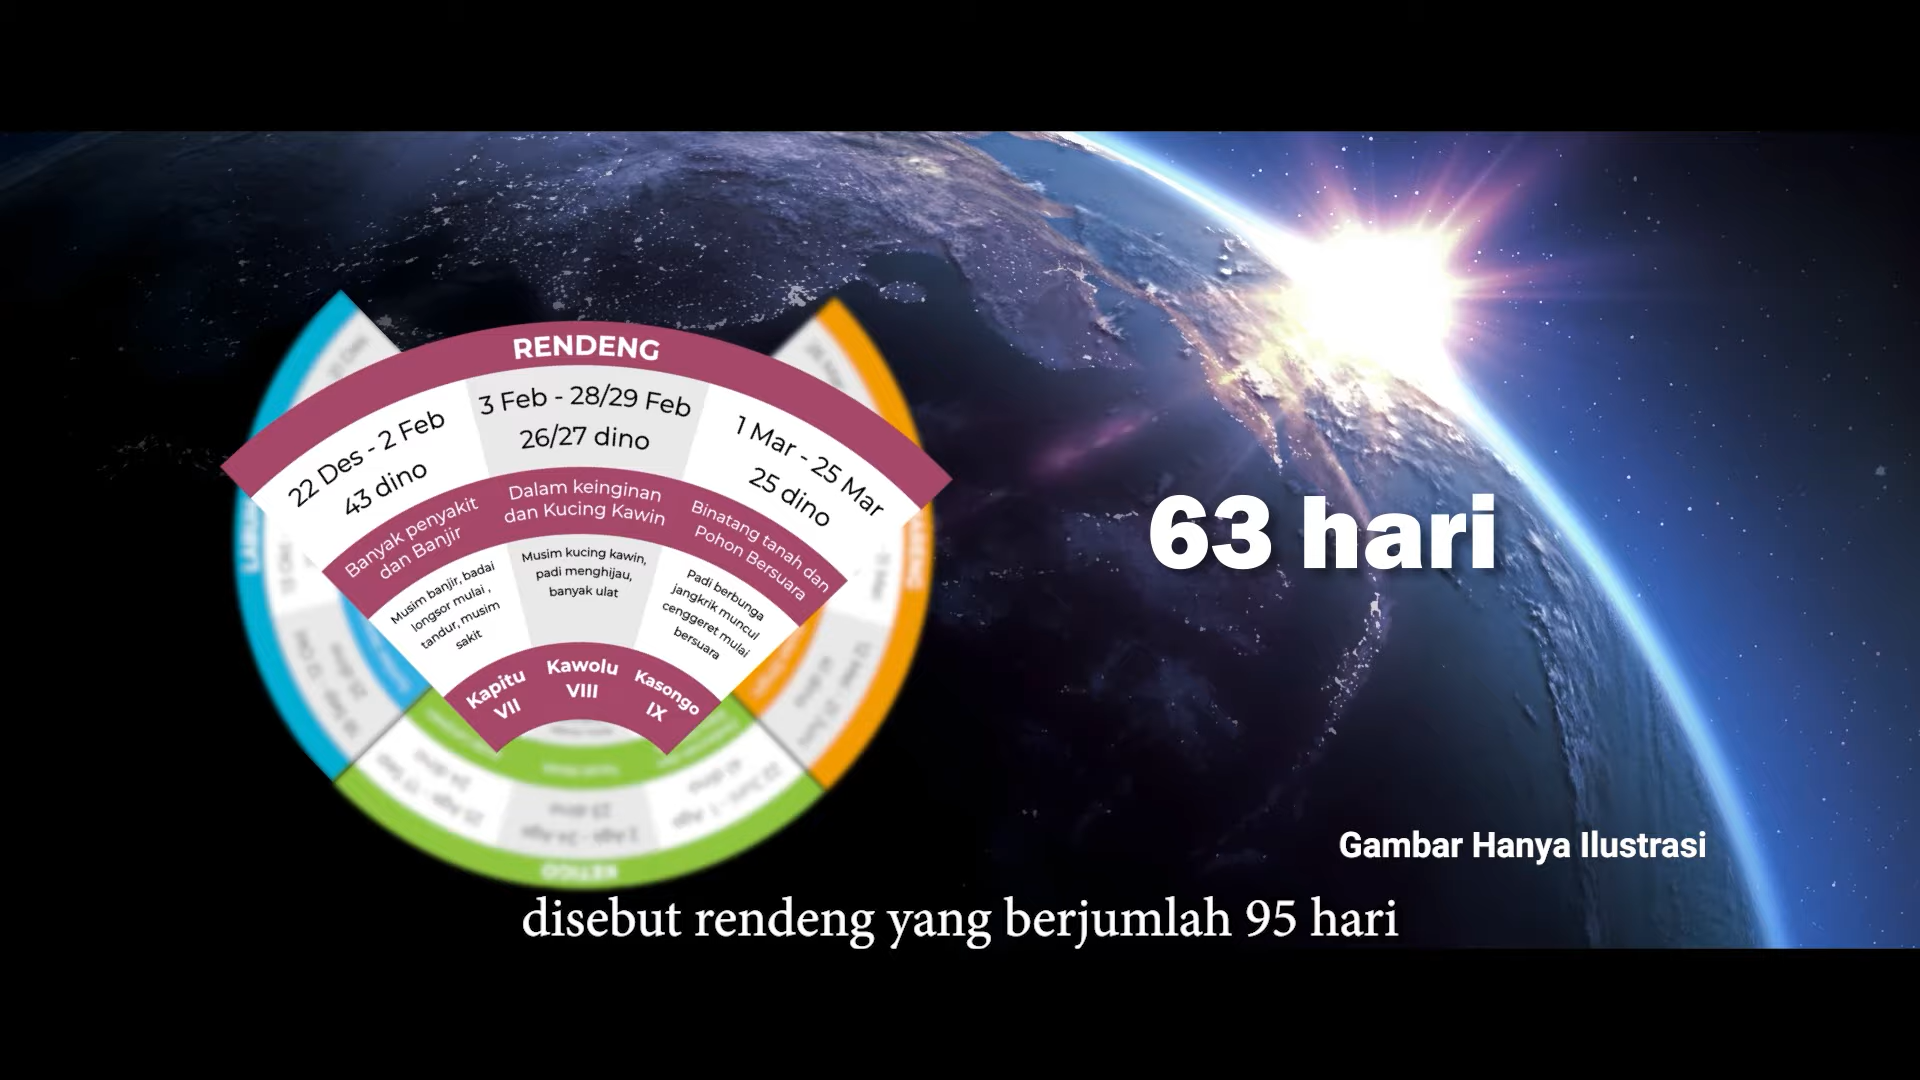 RENDENG
22 Des - 2 Feb
43 dino
3 Feb - 28/29 Feb
26/27 dino
1 Mar - 25 Mar
25 dino
Banyak penyakit
dan Banjir
Dalam keinginan
dan Kucing Kawin
Binatang tanah dan
Pohon Bersuara
Musim banjir, badai
longsor mulai ,
tandur, musim
sakit
Musim kucing kawin,
padi menghijau,
banyak ulat
Padi berbunga
jangkrik muncul
cenggeret mulai
bersuara
Kapitu
VII
Kawolu
VIII
Kasongo
IX
63 hari
Gambar Hanya Ilustrasi
disebut rendeng yang berjumlah 95 hari